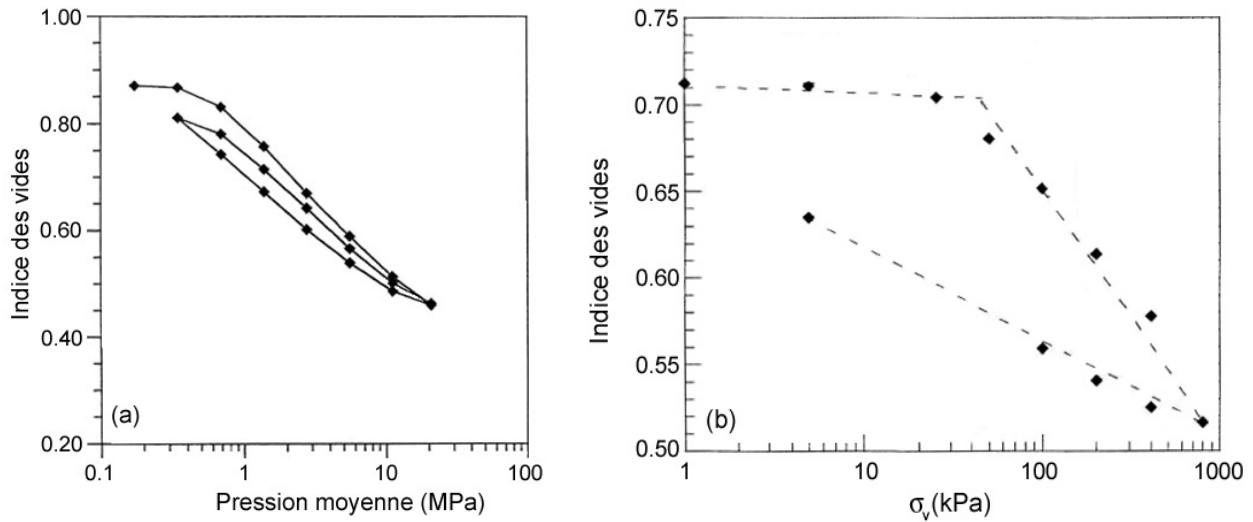 1.00
0.80
0.60
0.40
0.20
Indice des vides
(a)
0.1 1 10 100
Pression moyenne (MPa)
0.75
0.70
0.65
0.60
0.55
0.50
Indice des vides
(b)
1 10 100 1000
σv(kPa)